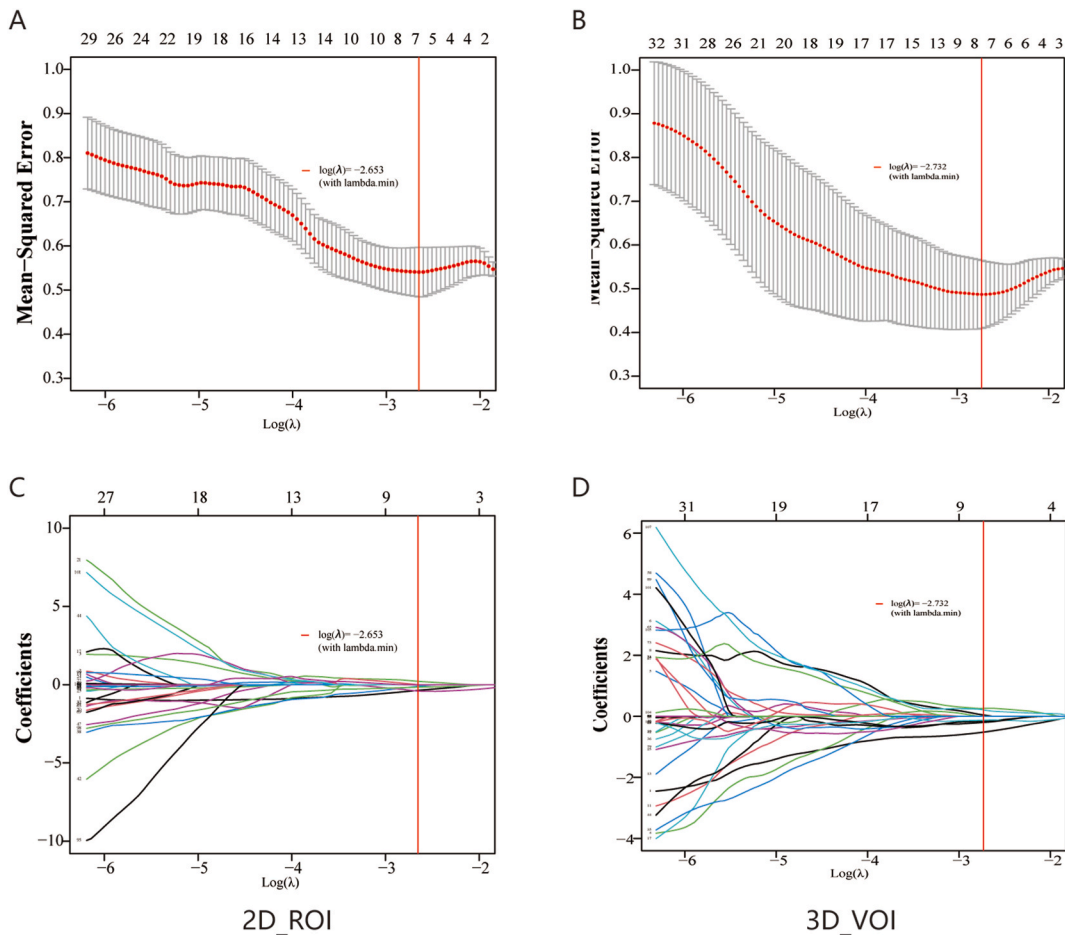 A
29 26 24 22 19 18 16 14 13 14 10 10 8 7 5 4 4 2
1.0
0.9
0.8
0.7
0.6
0.5
0.4
0.3
Mean-Squared Error
log(λ)= −2.653
(with lambda.min)
−6 −5 −4 −3 −2
Log(λ)
B
32 31 28 26 21 20 18 19 17 17 15 13 9 8 7 6 6 4 3
1.0
0.9
0.8
0.7
0.6
0.5
0.4
0.3
Mean-Squared Error
log(λ)= −2.732
(with lambda.min)
−6 −5 −4 −3 −2
Log(λ)
C
27 18 13 9 3
10
5
0
−5
−10
Coefficients
log(λ)= −2.653
(with lambda.min)
−6 −5 −4 −3 −2
Log(λ)
2D_ROI
D
31 19 17 9 4
6
4
2
0
−2
−4
Coefficients
log(λ)= −2.732
(with lambda.min)
−6 −5 −4 −3 −2
Log(λ)
3D_VOI